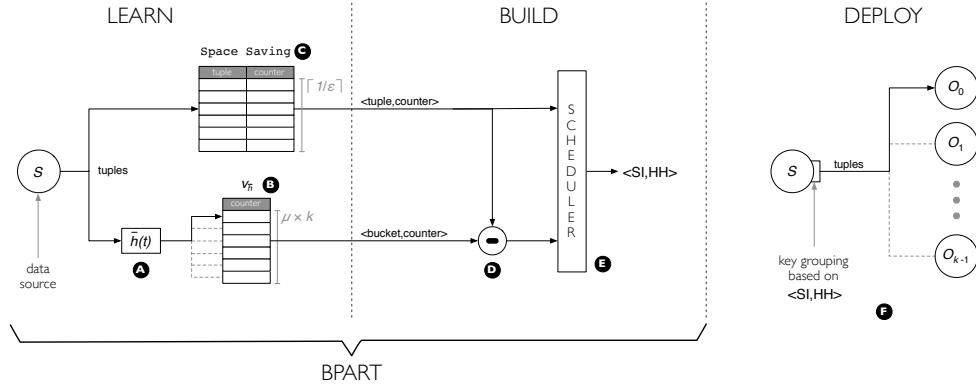 LEARN
BUILD
DEPLOY
Space Saving C
tuple counter
⌈1/ε⌉
<tuple,counter>
S
tuples
data
source
h̄(t)
A
v_h̄ B
counter
μ × k
<bucket,counter>
D
SCHEDULER
E
<SI,HH>
BPART
S
tuples
key grouping
based on
<SI,HH>
F
O₀
O₁
Oₖ₋₁